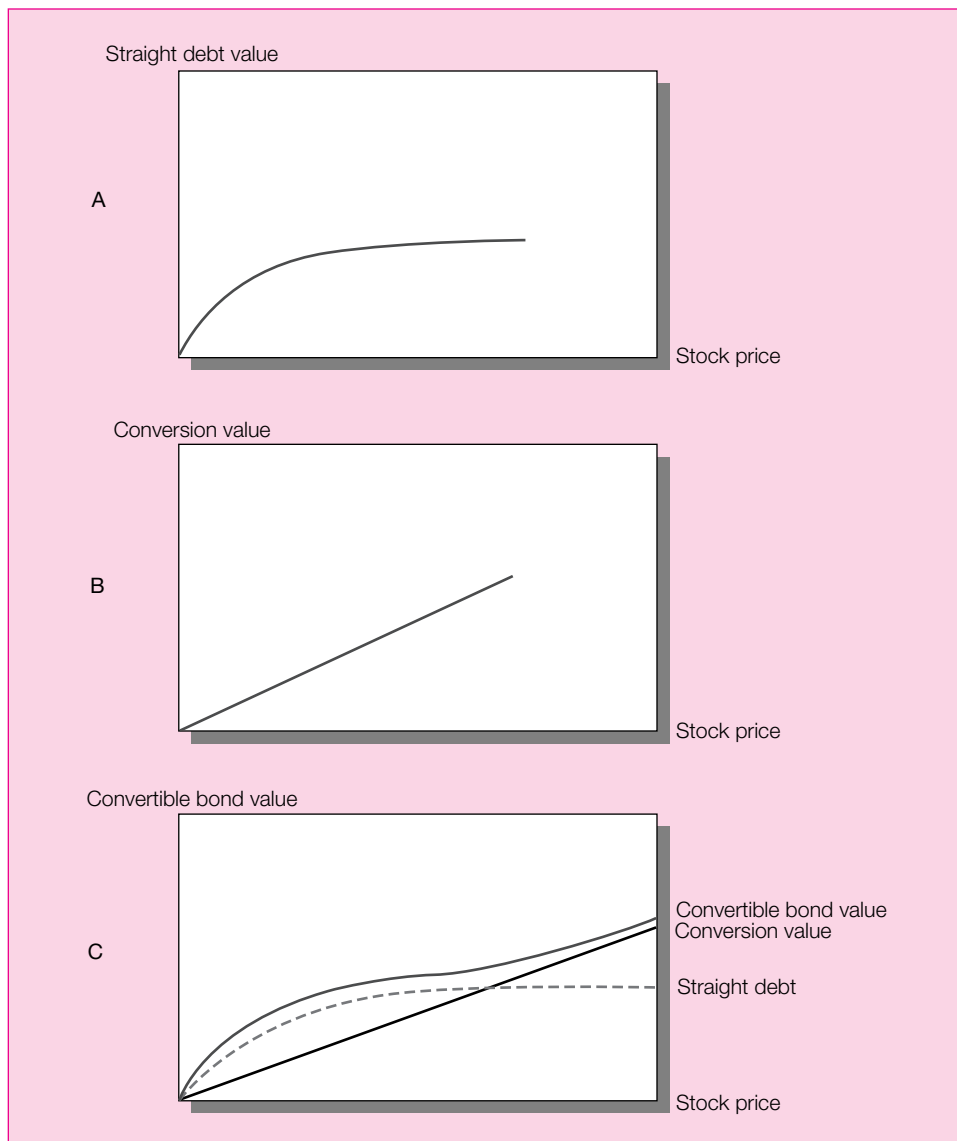 Straight debt value
A
Stock price
Conversion value
B
Stock price
Convertible bond value
Convertible bond value
Conversion value
C
Straight debt
Stock price